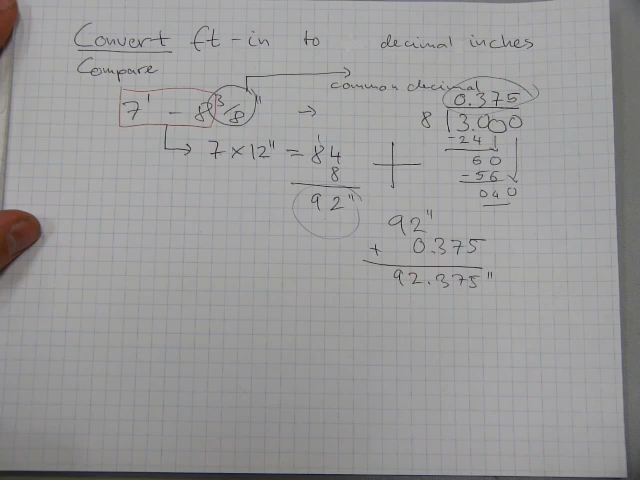 Convert ft-in to decimal inches
Compare
common decimal
7' - 8 3/8" →
7 x 12" = 84
8
92"
+
0.375
8 3.000
-24
60
-56
040
92"
+ 0.375
92.375"